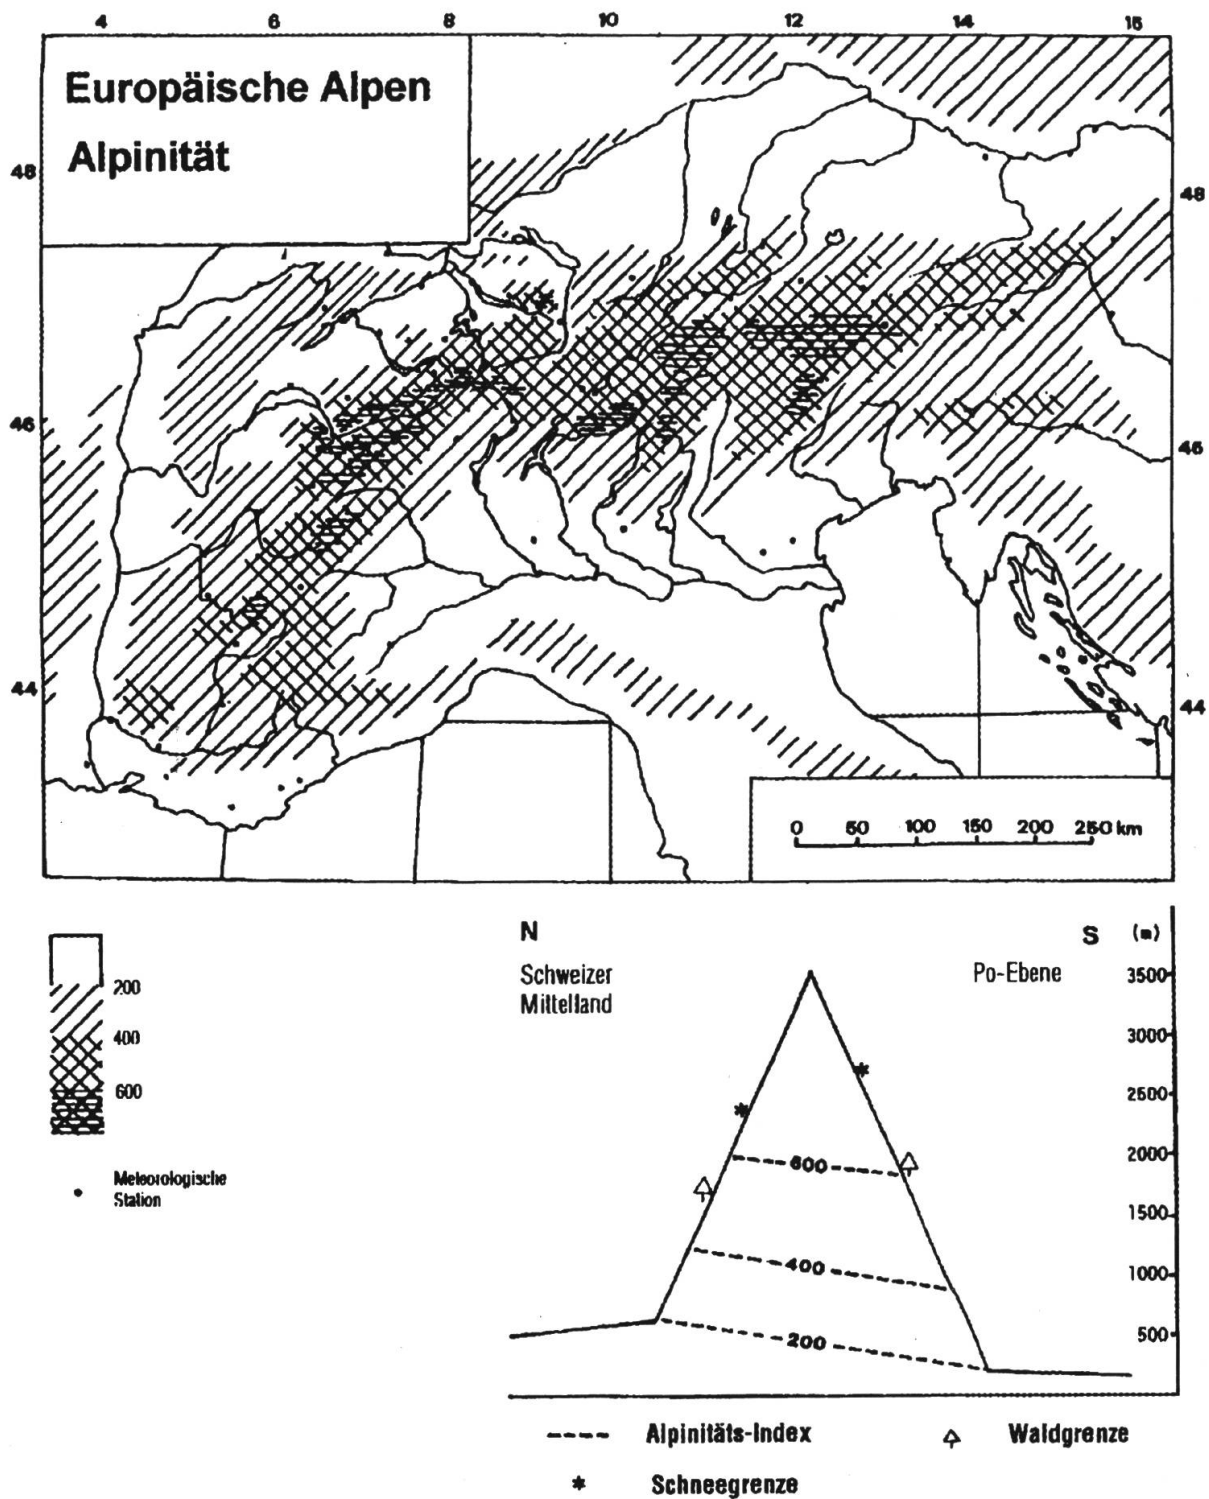 4 6 8 10 12 14 16
Europäische Alpen
Alpinität
48 48
46 46
44 44
0 50 100 150 200 250 km
N S (m)
Schweizer Po-Ebene 3500
Mittelland
200
3000
400
600 2500
600 2000
Meteorologische
Station
1500
400 1000
200 500
Alpinitäts-Index Waldgrenze
Schneegrenze